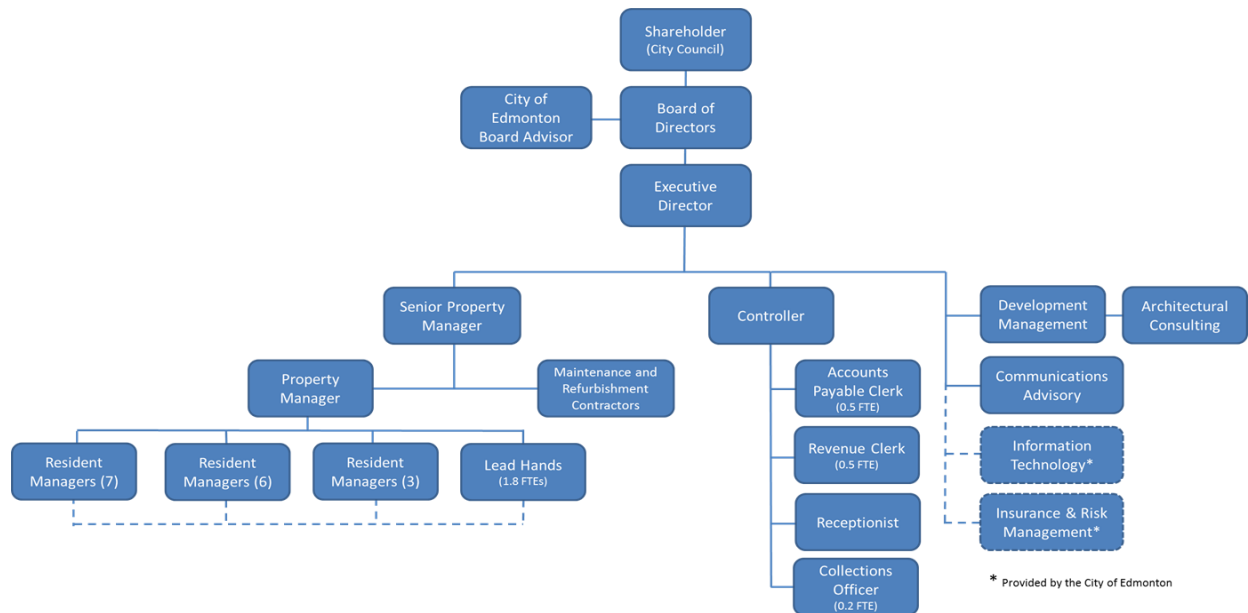 Shareholder
(City Council)
City of
Edmonton
Board Advisor
Board of
Directors
Executive
Director
Senior Property
Manager
Controller
Development
Management
Architectural
Consulting
Property
Manager
Maintenance and
Refurbishment
Contractors
Accounts
Payable Clerk
(0.5 FTE)
Communications
Advisory
Resident
Managers (7)
Resident
Managers (6)
Resident
Managers (3)
Lead Hands
(1.8 FTEs)
Revenue Clerk
(0.5 FTE)
Information
Technology*
Receptionist
Insurance & Risk
Management*
Collections
Officer
(0.2 FTE)
* Provided by the City of Edmonton